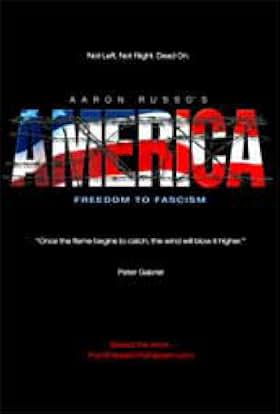 Not Left. Not Right. Dead On.
AARON RUSSO'S
AMERICA
FREEDOM TO FASCISM
"Once the flame begins to catch, the wind will blow it higher."
Peter Gabriel